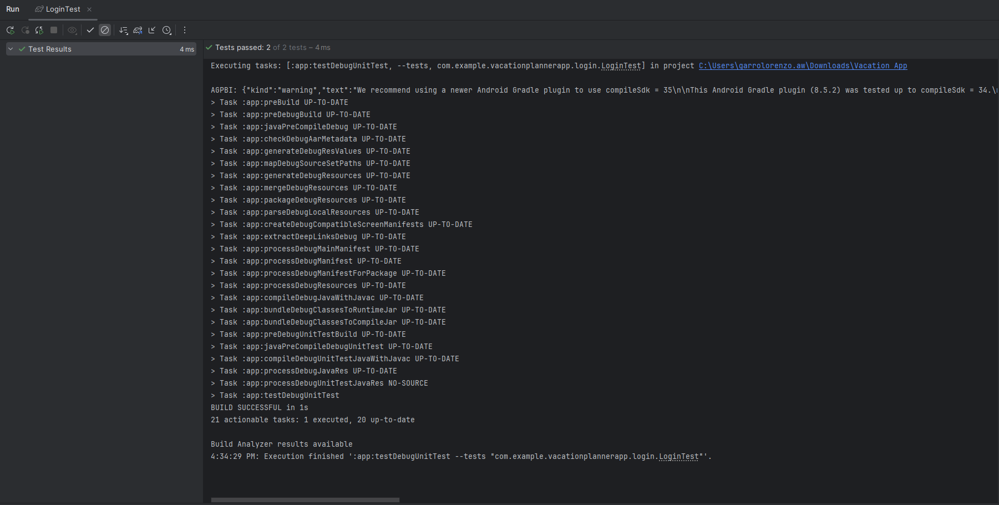 Run LoginTest
Test Results 4 ms
Tests passed: 2 of 2 tests – 4 ms
Executing tasks: [:app:testDebugUnitTest, --tests, com.example.vacationplannerapp.login.LoginTest] in project C:\Users\garrolorenzo.aw\Downloads\Vacation App
AGPBI: {"kind":"warning","text":"We recommend using a newer Android Gradle plugin to use compileSdk = 35\n\nThis Android Gradle plugin (8.5.2) was tested up to compileSdk = 34.\
> Task :app:preBuild UP-TO-DATE
> Task :app:preDebugBuild UP-TO-DATE
> Task :app:javaPreCompileDebug UP-TO-DATE
> Task :app:checkDebugAarMetadata UP-TO-DATE
> Task :app:generateDebugResValues UP-TO-DATE
> Task :app:mapDebugSourceSetPaths UP-TO-DATE
> Task :app:generateDebugResources UP-TO-DATE
> Task :app:mergeDebugResources UP-TO-DATE
> Task :app:packageDebugResources UP-TO-DATE
> Task :app:parseDebugLocalResources UP-TO-DATE
> Task :app:createDebugCompatibleScreenManifests UP-TO-DATE
> Task :app:extractDeepLinksDebug UP-TO-DATE
> Task :app:processDebugMainManifest UP-TO-DATE
> Task :app:processDebugManifest UP-TO-DATE
> Task :app:processDebugManifestForPackage UP-TO-DATE
> Task :app:processDebugResources UP-TO-DATE
> Task :app:compileDebugJavaWithJavac UP-TO-DATE
> Task :app:bundleDebugClassesToRuntimeJar UP-TO-DATE
> Task :app:bundleDebugClassesToCompileJar UP-TO-DATE
> Task :app:preDebugUnitTestBuild UP-TO-DATE
> Task :app:javaPreCompileDebugUnitTest UP-TO-DATE
> Task :app:compileDebugUnitTestJavaWithJavac UP-TO-DATE
> Task :app:processDebugJavaRes UP-TO-DATE
> Task :app:processDebugUnitTestJavaRes NO-SOURCE
> Task :app:testDebugUnitTest
BUILD SUCCESSFUL in 1s
21 actionable tasks: 1 executed, 20 up-to-date
Build Analyzer results available
4:34:29 PM: Execution finished ':app:testDebugUnitTest --tests "com.example.vacationplannerapp.login.LoginTest"'.